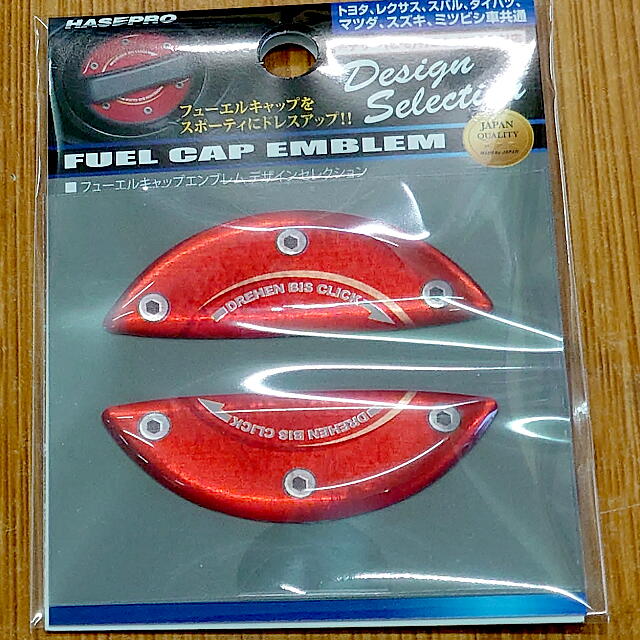 HASEPRO
トヨタ、レクサス、スバル、ダイハツ、
マツダ、スズキ、ミツビシ車共通
Design
Selection
フューエルキャップを
スポーティにドレスアップ!!
JAPAN
QUALITY
MADE IN JAPAN
FUEL CAP EMBLEM
■ フューエルキャップエンブレム デザインセレクション
DREHEN BIS CLICK
DREHEN BIS CLICK